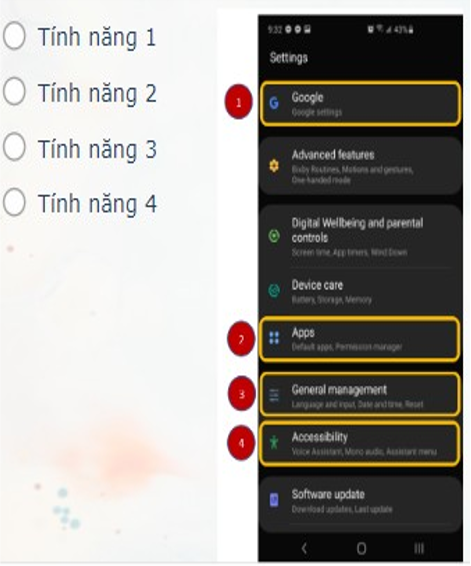 Tính năng 1
Tính năng 2
Tính năng 3
Tính năng 4
9:32
43%
Settings
1
Google
Google settings
Advanced features
Bixby Routines, Motions and gestures,
One-handed mode
Digital Wellbeing and parental
controls
Screen time, App timers, Wind Down
Device care
Battery, Storage, Memory
2
Apps
Default apps, Permission manager
3
General management
Language and input, Date and time, Reset
4
Accessibility
Voice Assistant, Mono audio, Assistant menu
Software update
Download updates, Last update